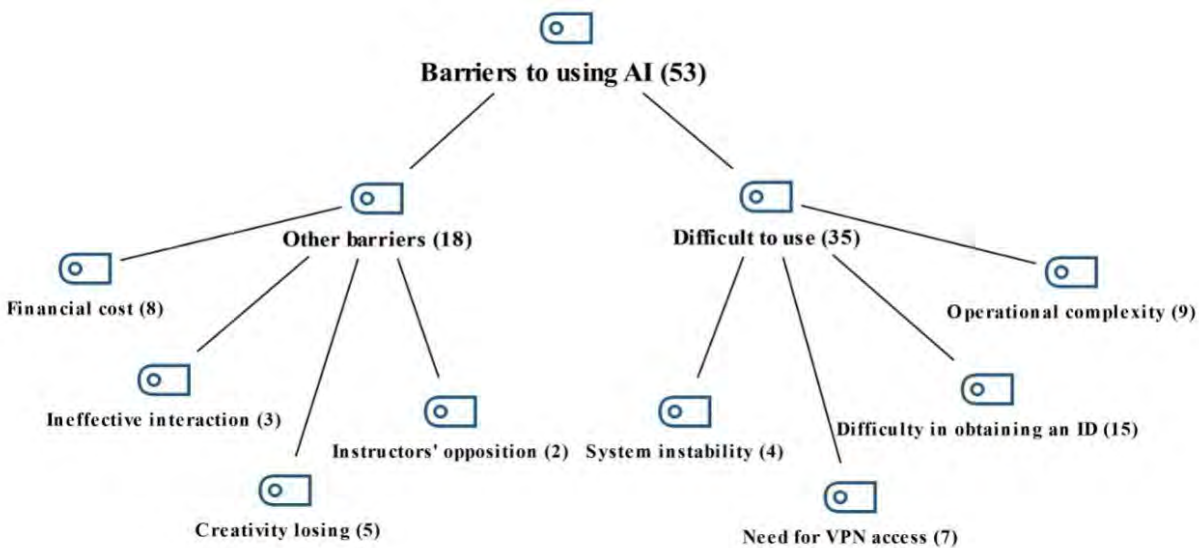 Barriers to using AI (53)
Other barriers (18)
Difficult to use (35)
Financial cost (8)
Operational complexity (9)
Ineffective interaction (3)
Instructors' opposition (2)
System instability (4)
Difficulty in obtaining an ID (15)
Creativity losing (5)
Need for VPN access (7)